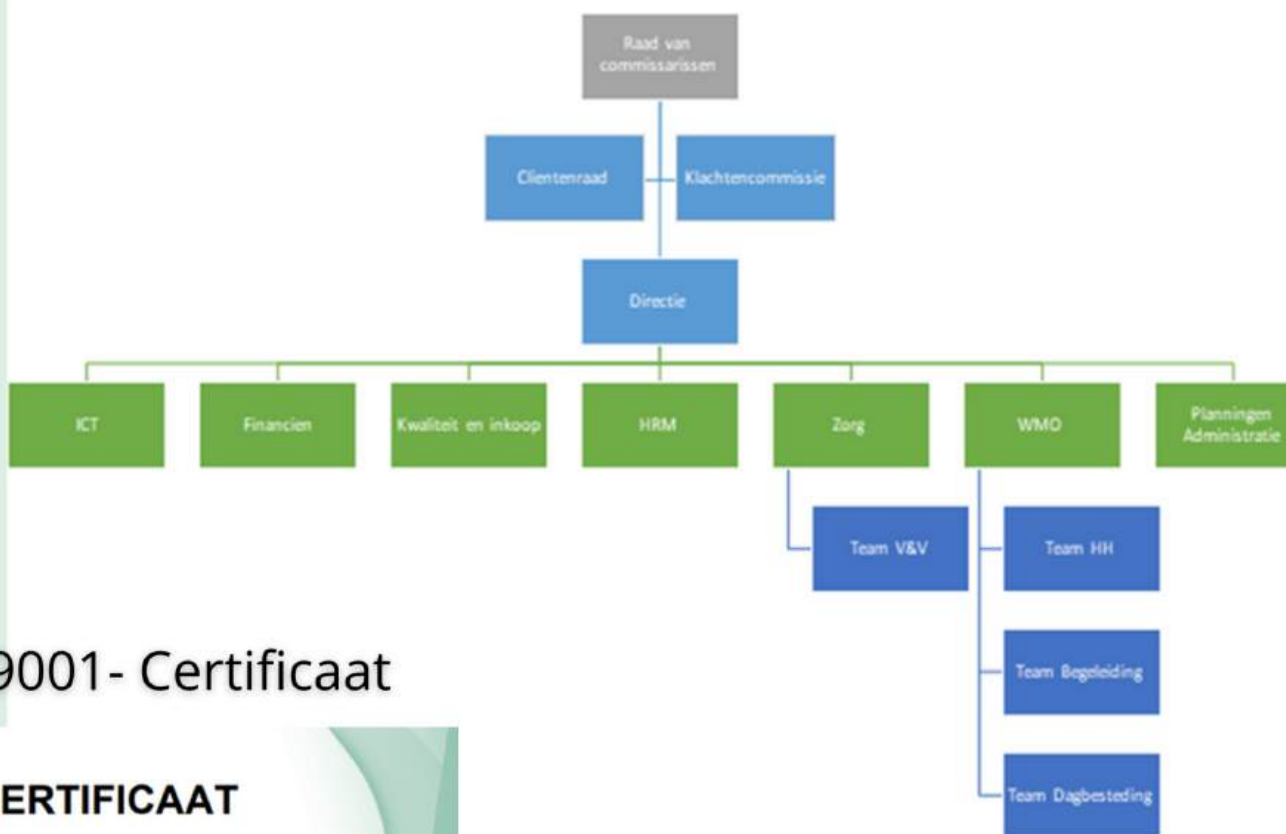 Raad van
commissarissen
Clientenraad
Klachtencommissie
Directie
ICT
Financien
Kwaliteit en inkoop
HRM
Zorg
WMO
Planningen
Administratie
Team V&V
Team HH
Team Begeleiding
Team Dagbesteding
9001- Certificaat
ERTIFICAAT